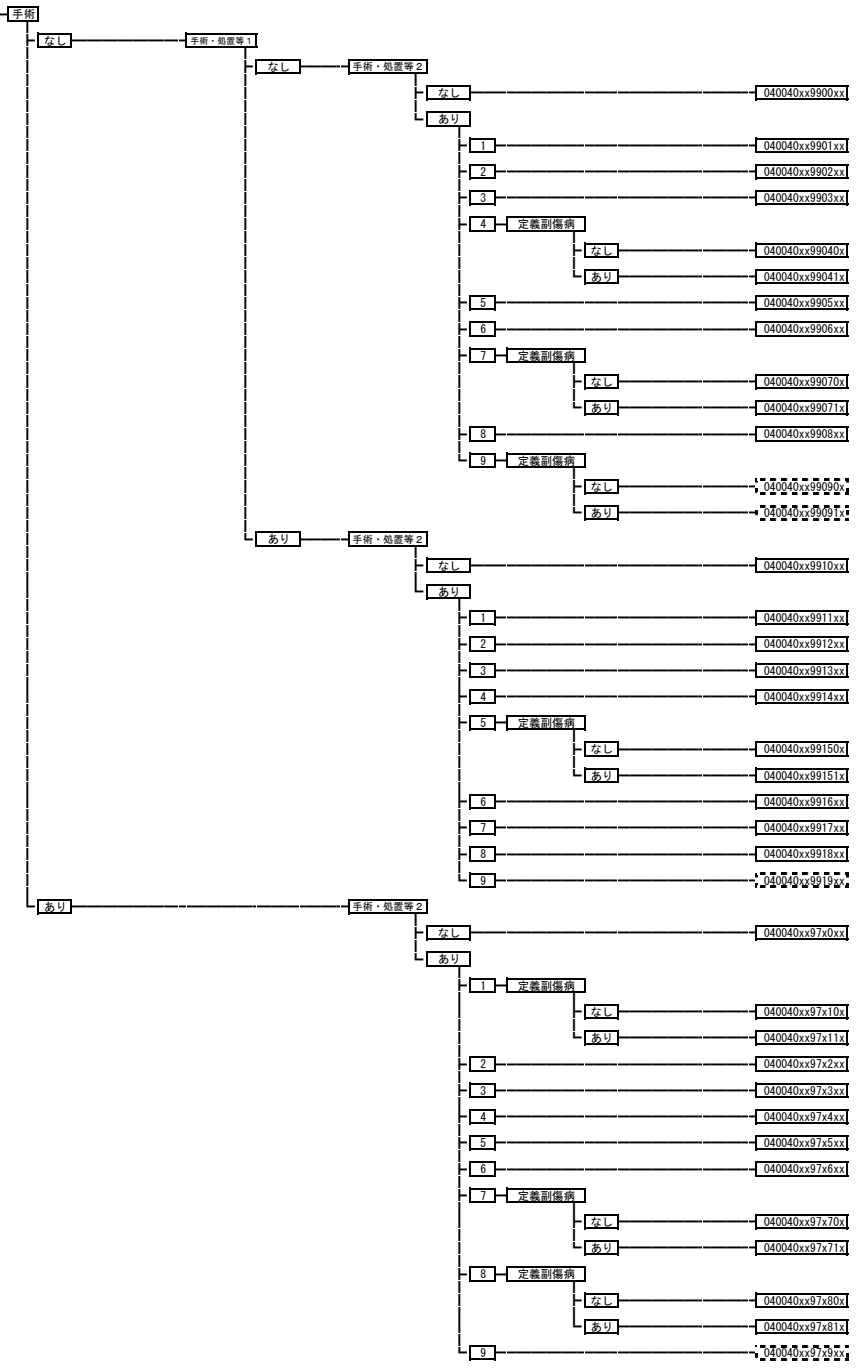 手術
なし 手術・処置等1
なし 手術・処置等2
なし 040040xx9900xx
あり
1 040040xx9901xx
2 040040xx9902xx
3 040040xx9903xx
4 定義副傷病
なし 040040xx99040x
あり 040040xx99041x
5 040040xx9905xx
6 040040xx9906xx
7 定義副傷病
なし 040040xx99070x
あり 040040xx99071x
8 040040xx9908xx
9 定義副傷病
なし 040040xx99090x
あり 040040xx99091x
あり 手術・処置等2
なし 040040xx9910xx
あり
1 040040xx9911xx
2 040040xx9912xx
3 040040xx9913xx
4 040040xx9914xx
5 定義副傷病
なし 040040xx99150x
あり 040040xx99151x
6 040040xx9916xx
7 040040xx9917xx
8 040040xx9918xx
9 040040xx9919xx
あり 手術・処置等2
なし 040040xx97x0xx
あり
1 定義副傷病
なし 040040xx97x10x
あり 040040xx97x11x
2 040040xx97x2xx
3 040040xx97x3xx
4 040040xx97x4xx
5 040040xx97x5xx
6 040040xx97x6xx
7 定義副傷病
なし 040040xx97x70x
あり 040040xx97x71x
8 定義副傷病
なし 040040xx97x80x
あり 040040xx97x81x
9 040040xx97x9xx